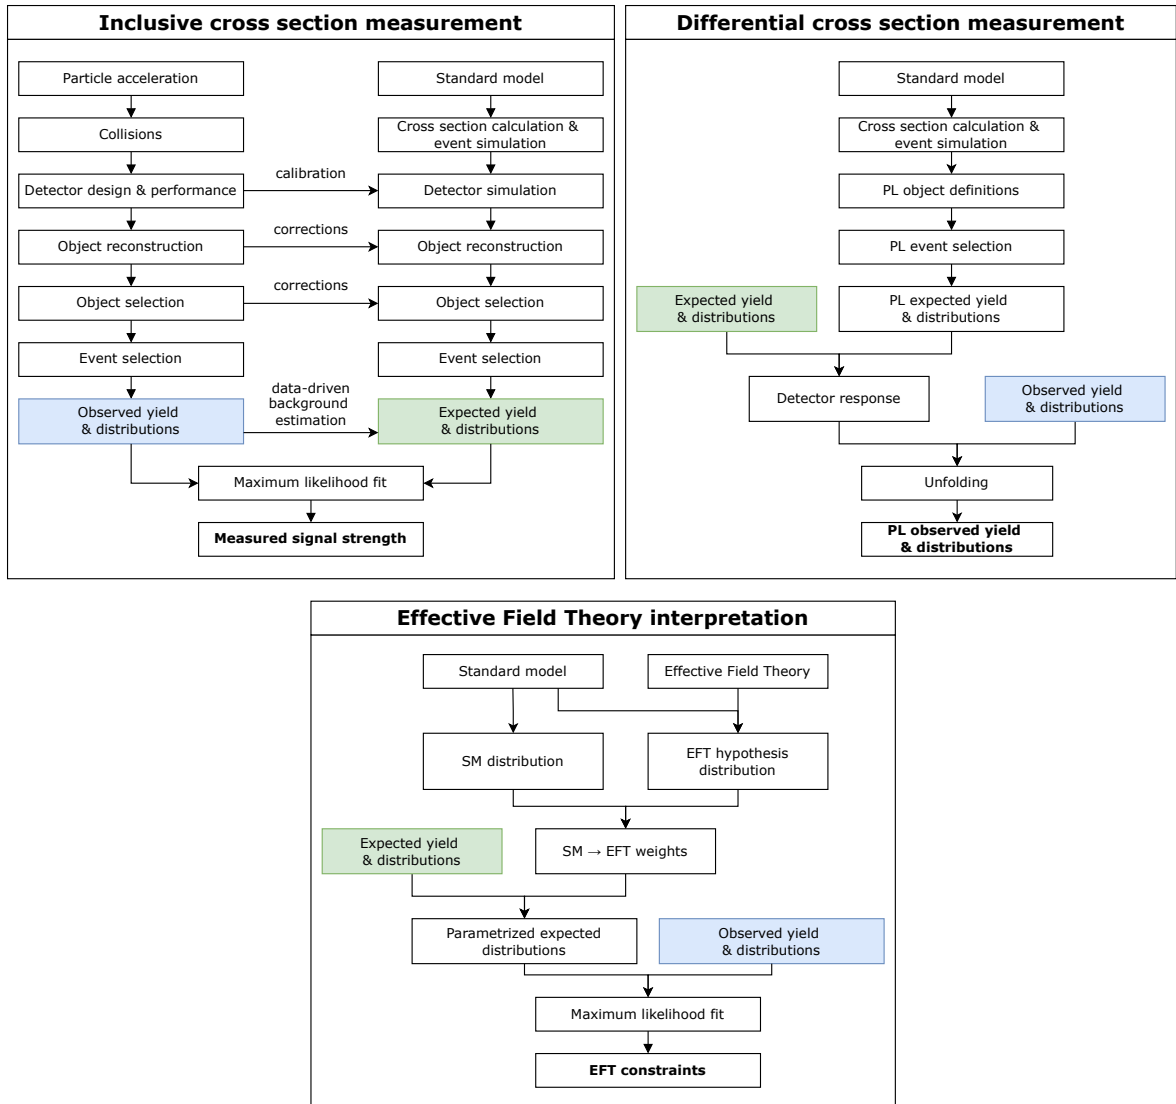 Inclusive cross section measurement
Particle acceleration
Standard model
Collisions
Cross section calculation &
event simulation
Detector design & performance
calibration
Detector simulation
Object reconstruction
corrections
Object reconstruction
Object selection
corrections
Object selection
Event selection
Event selection
data-driven
background
estimation
Observed yield
& distributions
Expected yield
& distributions
Maximum likelihood fit
Measured signal strength
Differential cross section measurement
Standard model
Cross section calculation &
event simulation
PL object definitions
PL event selection
Expected yield
& distributions
PL expected yield
& distributions
Detector response
Observed yield
& distributions
Unfolding
PL observed yield
& distributions
Effective Field Theory interpretation
Standard model
Effective Field Theory
SM distribution
EFT hypothesis
distribution
Expected yield
& distributions
SM → EFT weights
Parametrized expected
distributions
Observed yield
& distributions
Maximum likelihood fit
EFT constraints